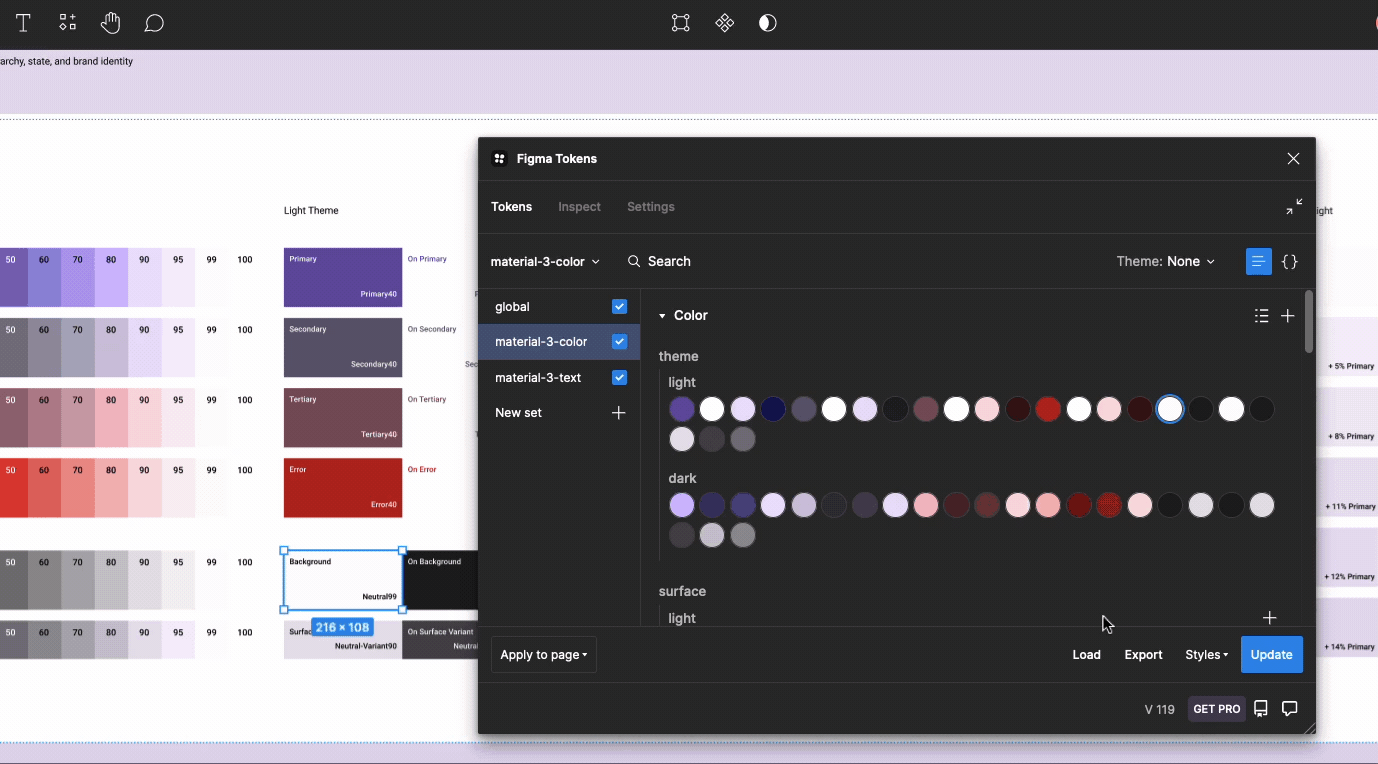 archy, state, and brand identity
Light Theme
50 60 70 80 90 95 99 100
Primary
Primary40
On Primary
50 60 70 80 90 95 99 100
Secondary
Secondary40
On Secondary
Sec
50 60 70 80 90 95 99 100
Tertiary
Tertiary40
On Tertiary
50 60 70 80 90 95 99 100
Error
Error40
On Error
50 60 70 80 90 95 99 100
Background
Neutral99
On Background
50 60 70 80 90 95 99 100
Surfac
216 × 108
Neutral-Variant90
On Surface Variant
Neutra
Figma Tokens
Tokens
Inspect
Settings
material-3-color
Search
Theme: None
{}
global
material-3-color
material-3-text
New set
Color
theme
light
dark
surface
light
Apply to page
Load
Export
Styles
Update
V 119
GET PRO
ight
+ 5% Primary
+ 8% Primary
+ 11% Primary
+ 12% Primary
+ 14% Primary